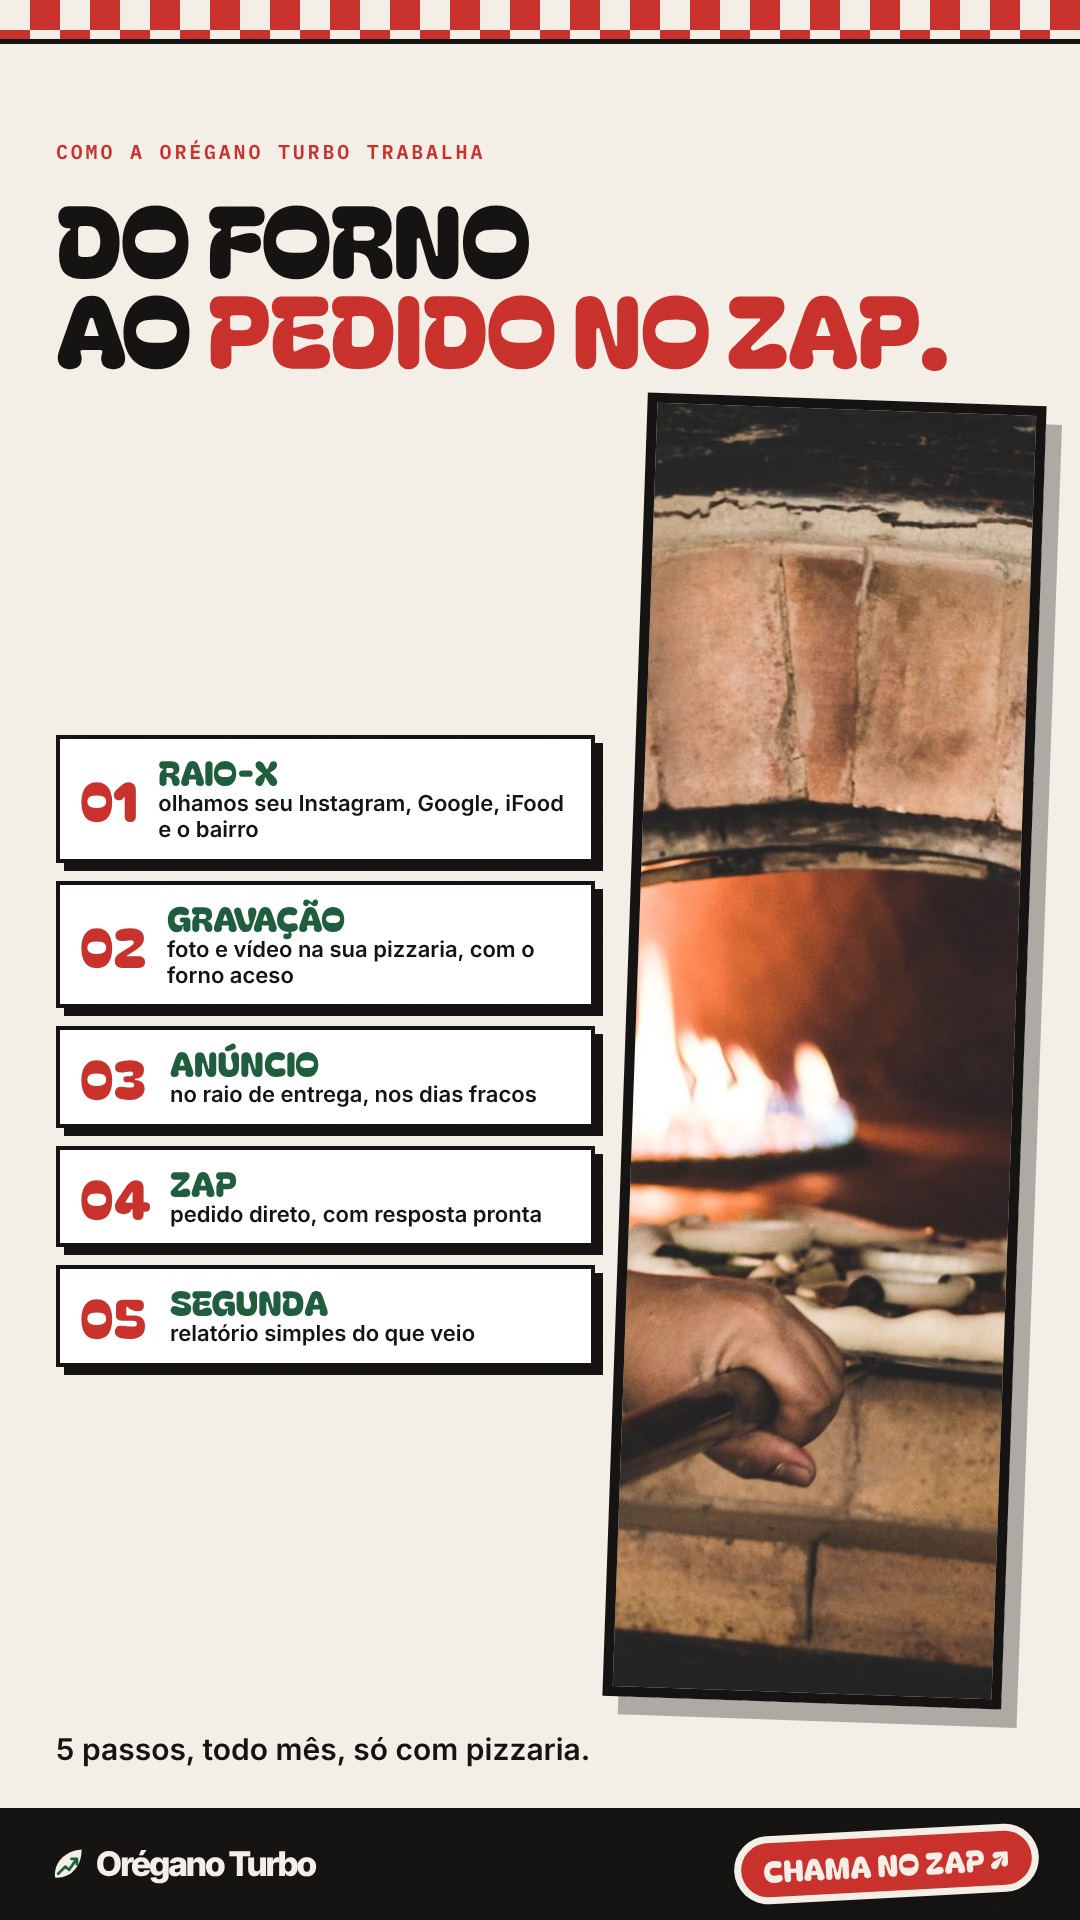 COMO A ORÉGANO TURBO TRABALHA
DO FORNO
AO PEDIDO NO ZAP.
01
RAIO-X
olhamos seu Instagram, Google, iFood
e o bairro
02
GRAVAÇÃO
foto e vídeo na sua pizzaria, com o
forno aceso
03
ANÚNCIO
no raio de entrega, nos dias fracos
04
ZAP
pedido direto, com resposta pronta
05
SEGUNDA
relatório simples do que veio
5 passos, todo mês, só com pizzaria.
Orégano Turbo
CHAMA NO ZAP ↗